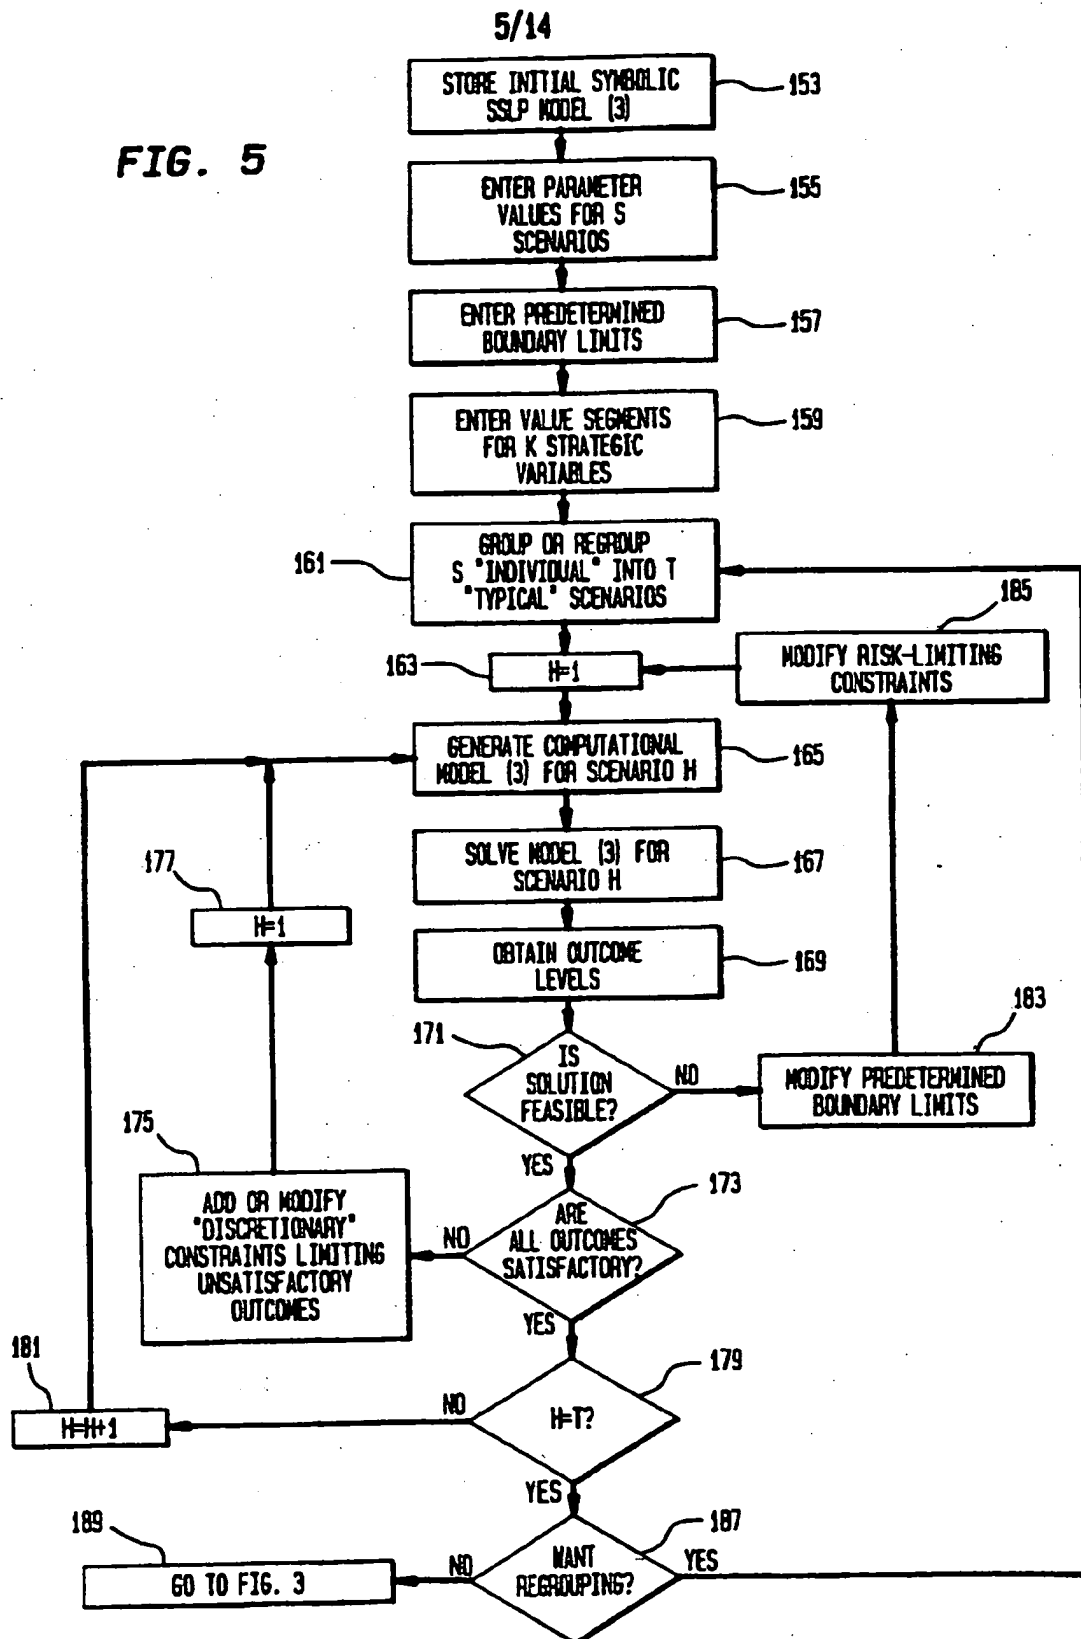 5/14
FIG. 5
STORE INITIAL SYMBOLIC
SSLP MODEL (3)
153
ENTER PARAMETER
VALUES FOR S
SCENARIOS
155
ENTER PREDETERMINED
BOUNDARY LIMITS
157
ENTER VALUE SEGMENTS
FOR K STRATEGIC
VARIABLES
159
161
GROUP OR REGROUP
S "INDIVIDUAL" INTO T
"TYPICAL" SCENARIOS
163
H=1
185
MODIFY RISK-LIMITING
CONSTRAINTS
GENERATE COMPUTATIONAL
MODEL (3) FOR SCENARIO H
165
SOLVE MODEL (3) FOR
SCENARIO H
167
177
H=1
OBTAIN OUTCOME
LEVELS
169
171
IS
SOLUTION
FEASIBLE?
NO
183
MODIFY PREDETERMINED
BOUNDARY LIMITS
YES
175
ADD OR MODIFY
"DISCRETIONARY"
CONSTRAINTS LIMITING
UNSATISFACTORY
OUTCOMES
NO
173
ARE
ALL OUTCOMES
SATISFACTORY?
YES
181
H=H+1
NO
179
H=T?
YES
189
GO TO FIG. 3
NO
187
WANT
REGROUPING?
YES